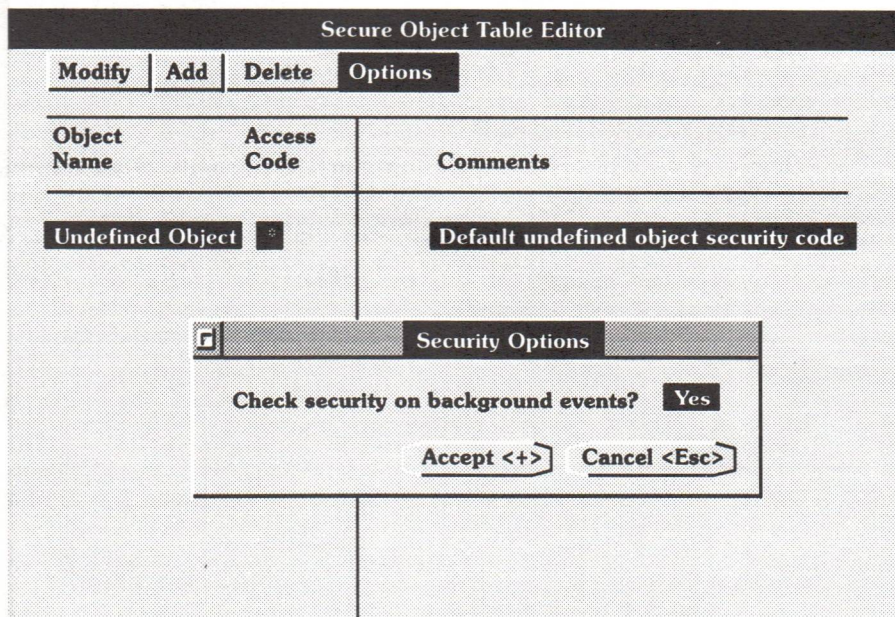 Secure Object Table Editor
Modify Add Delete Options
Object Access
Name Code Comments
Undefined Object * Default undefined object security code
Security Options
Check security on background events? Yes
Accept <+> Cancel <Esc>